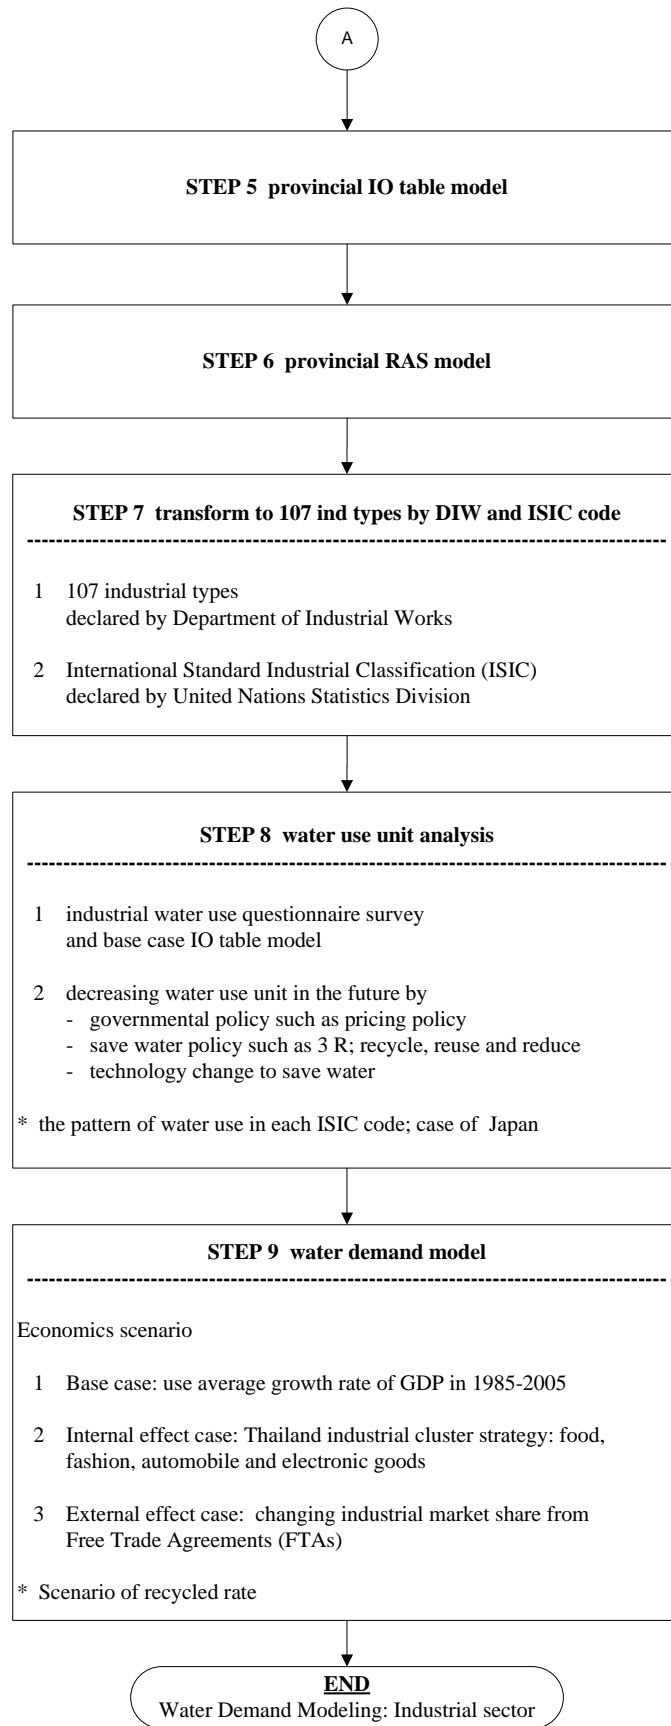 A
STEP 5 provincial IO table model
STEP 6 provincial RAS model
STEP 7 transform to 107 ind types by DIW and ISIC code
1 107 industrial types
declared by Department of Industrial Works
2 International Standard Industrial Classification (ISIC)
declared by United Nations Statistics Division
STEP 8 water use unit analysis
1 industrial water use questionnaire survey
and base case IO table model
2 decreasing water use unit in the future by
- governmental policy such as pricing policy
- save water policy such as 3 R; recycle, reuse and reduce
- technology change to save water
* the pattern of water use in each ISIC code; case of Japan
STEP 9 water demand model
Economics scenario
1 Base case: use average growth rate of GDP in 1985-2005
2 Internal effect case: Thailand industrial cluster strategy: food,
fashion, automobile and electronic goods
3 External effect case: changing industrial market share from
Free Trade Agreements (FTAs)
* Scenario of recycled rate
END
Water Demand Modeling: Industrial sector